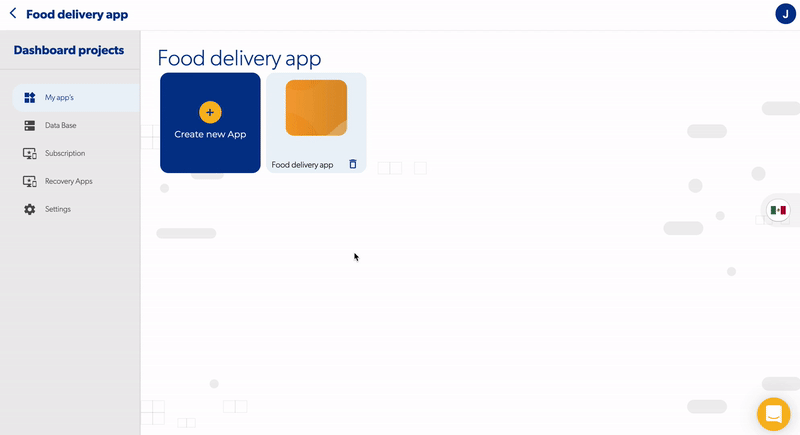 Food delivery app
J
Dashboard projects
My app's
Data Base
Subscription
Recovery Apps
Settings
Food delivery app
Create new App
Food delivery app